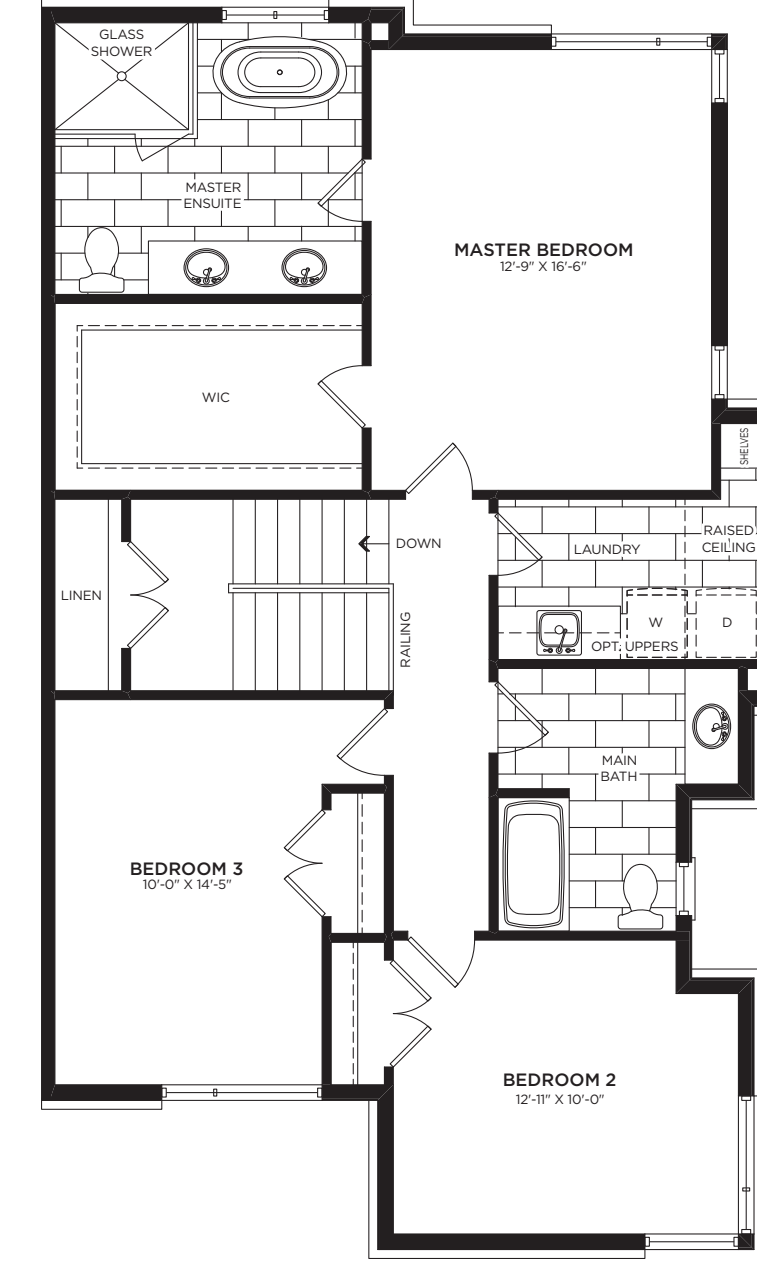 GLASS
SHOWER
MASTER
ENSUITE
MASTER BEDROOM
12'-9" X 16'-6"
WIC
SHELVES
DOWN
LAUNDRY
RAISED
CEILING
LINEN
RAILING
W
D
OPT. UPPERS
MAIN
BATH
BEDROOM 3
10'-0" X 14'-5"
BEDROOM 2
12'-11" X 10'-0"